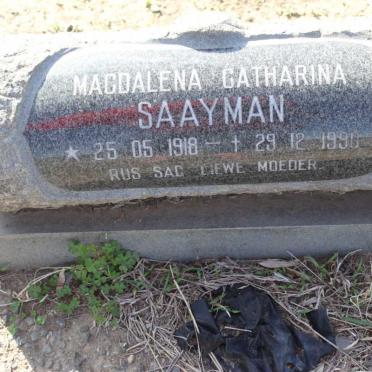 MAGDALENA CATHARINA
SAAYMAN
★ 25 05 1918 — † 29 12 1990
RUS SAG LIEWE MOEDER